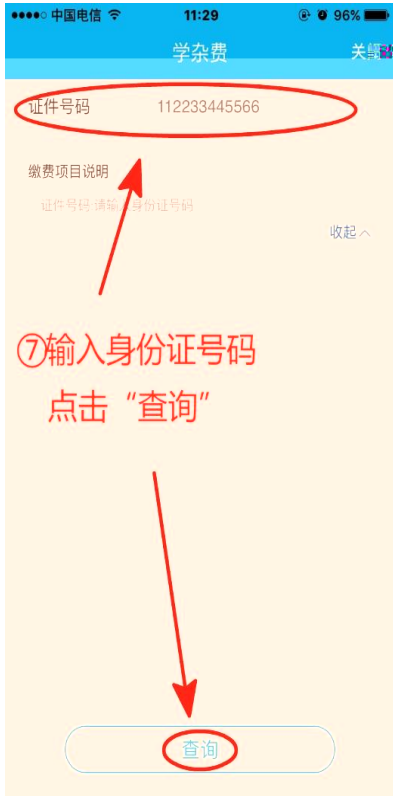 中国电信 11:29 96%
学杂费 关
证件号码 112233445566
缴费项目说明
证件号码:请输入身份证号码
收起
⑦输入身份证号码
点击“查询”
查询